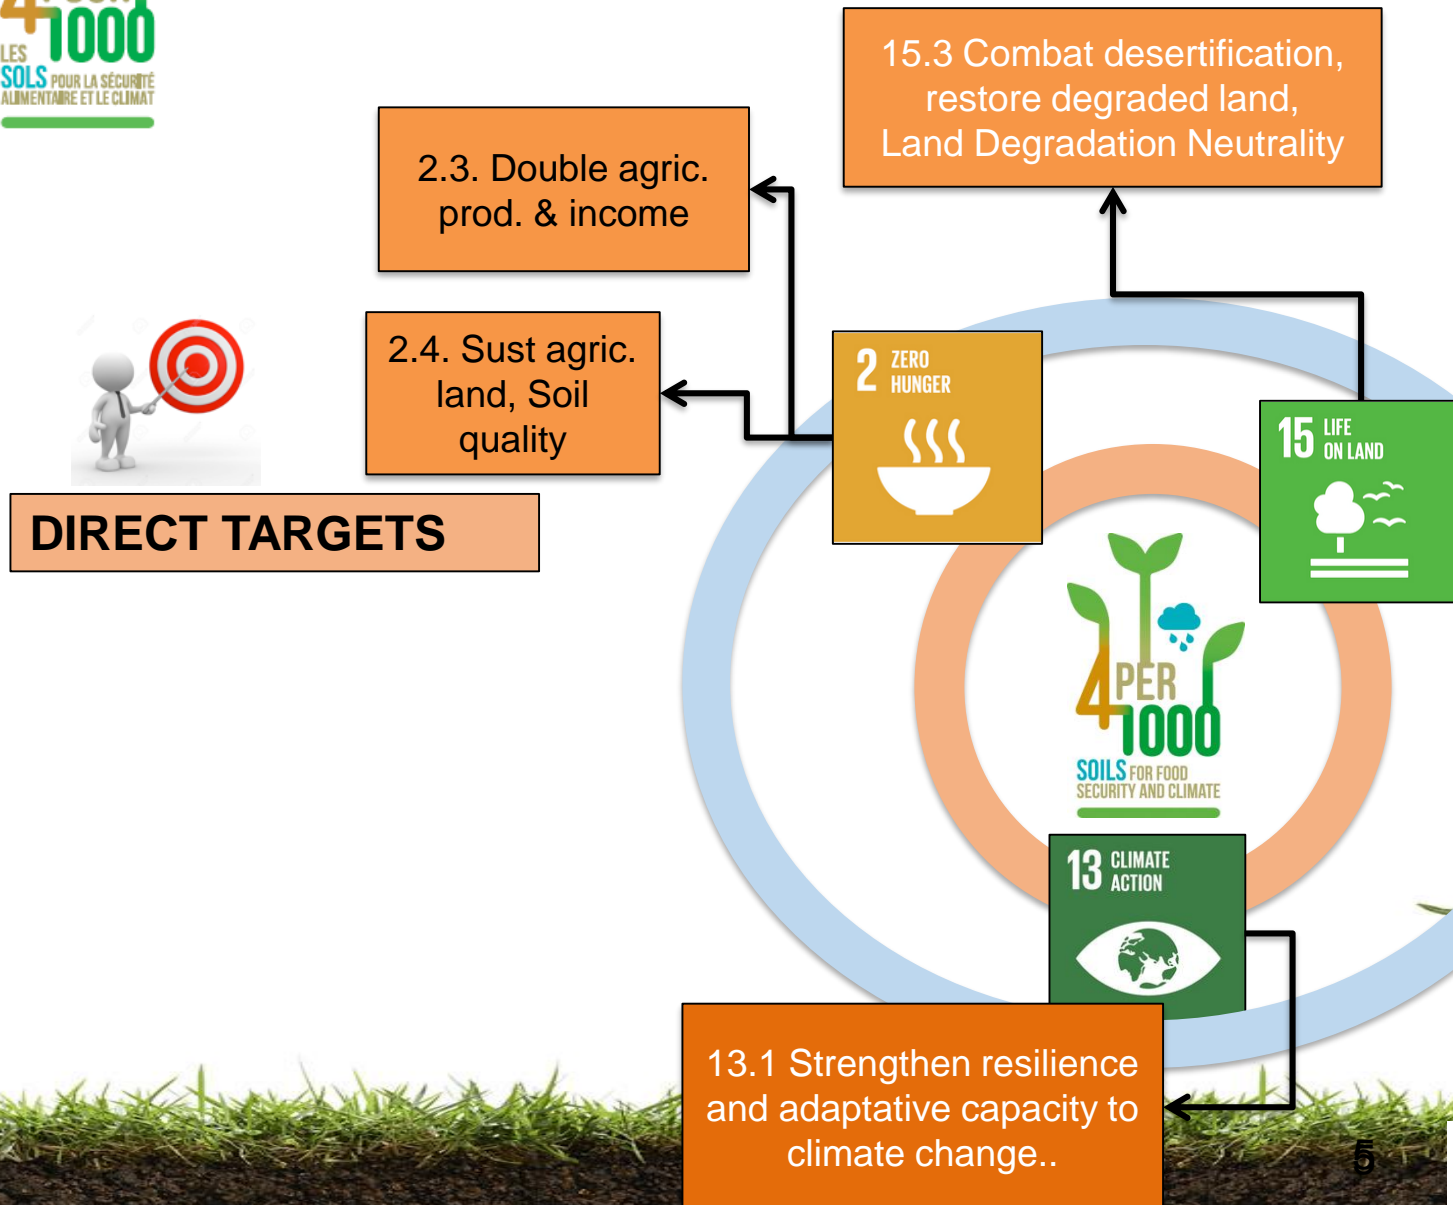 1000
LES
SOLS POUR LA SÉCURITÉ
ALIMENTAIRE ET LE CLIMAT
15.3 Combat desertification,
restore degraded land,
Land Degradation Neutrality
2.3. Double agric.
prod. & income
2.4. Sust agric.
land, Soil
quality
2 ZERO
HUNGER
15 LIFE
ON LAND
DIRECT TARGETS
4 PER
1000
SOILS FOR FOOD
SECURITY AND CLIMATE
13 CLIMATE
ACTION
13.1 Strengthen resilience
and adaptative capacity to
climate change..